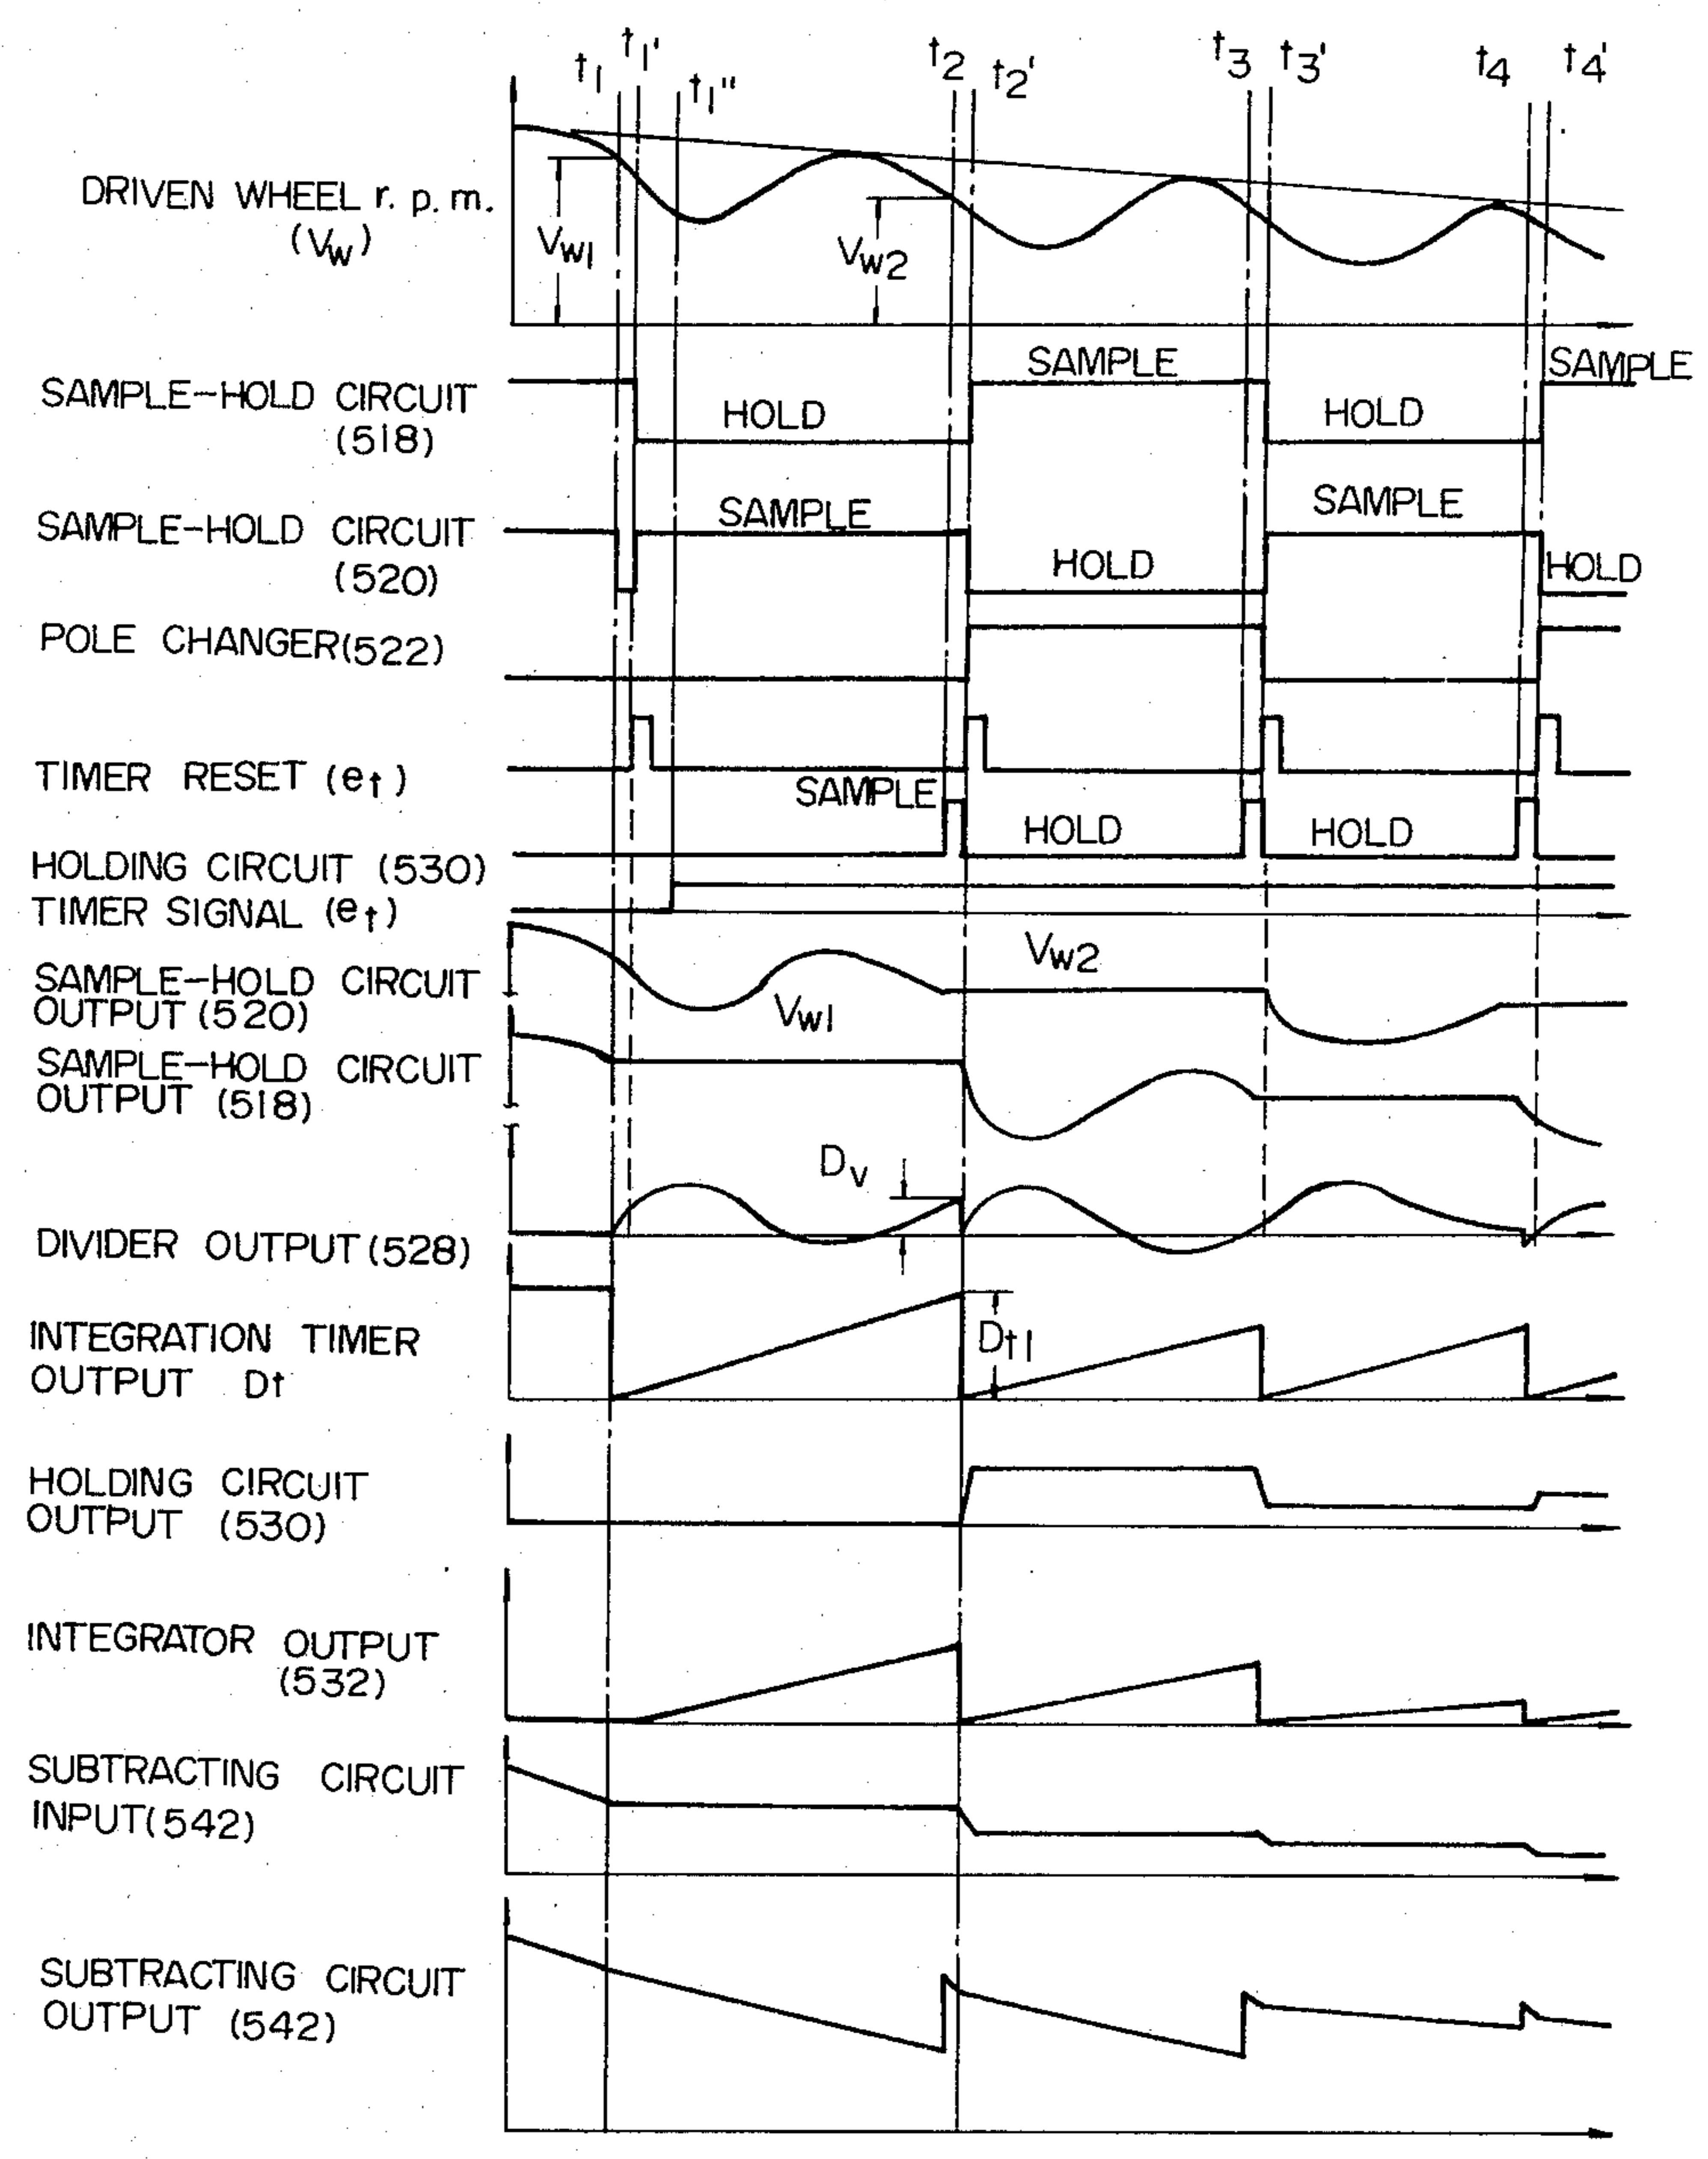 t1 t1' t1'' t2 t2' t3 t3' t4 t4'
DRIVEN WHEEL r. p. m.
(Vw)
Vw1
Vw2
SAMPLE-HOLD CIRCUIT
(518)
HOLD
SAMPLE
HOLD
SAMPLE
SAMPLE-HOLD CIRCUIT
(520)
SAMPLE
HOLD
SAMPLE
HOLD
POLE CHANGER(522)
TIMER RESET (et)
SAMPLE
HOLD
HOLD
HOLDING CIRCUIT (530)
TIMER SIGNAL (et)
SAMPLE-HOLD CIRCUIT
OUTPUT(520)
Vw2
Vw1
SAMPLE-HOLD CIRCUIT
OUTPUT (518)
Dv
DIVIDER OUTPUT(528)
INTEGRATION TIMER
OUTPUT Dt
Dt1
HOLDING CIRCUIT
OUTPUT (530)
INTEGRATOR OUTPUT
(532)
SUBTRACTING CIRCUIT
INPUT(542)
SUBTRACTING CIRCUIT
OUTPUT (542)